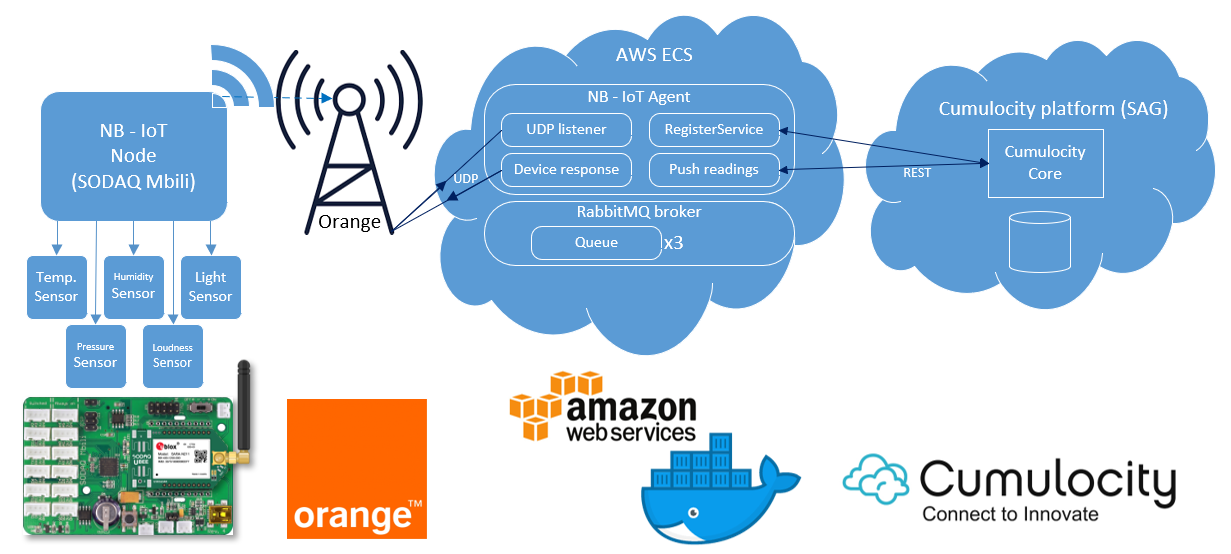 AWS ECS
NB - IoT Agent
UDP listener
RegisterService
Device response
Push readings
UDP
RabbitMQ broker
Queue
x3
Cumulocity platform (SAG)
Cumulocity
Core
REST
NB - IoT
Node
(SODAQ Mbili)
Orange
Temp.
Sensor
Humidity
Sensor
Light
Sensor
Pressure
Sensor
Loudness
Sensor
ublox
orange™
amazon
web services
Cumulocity
Connect to Innovate